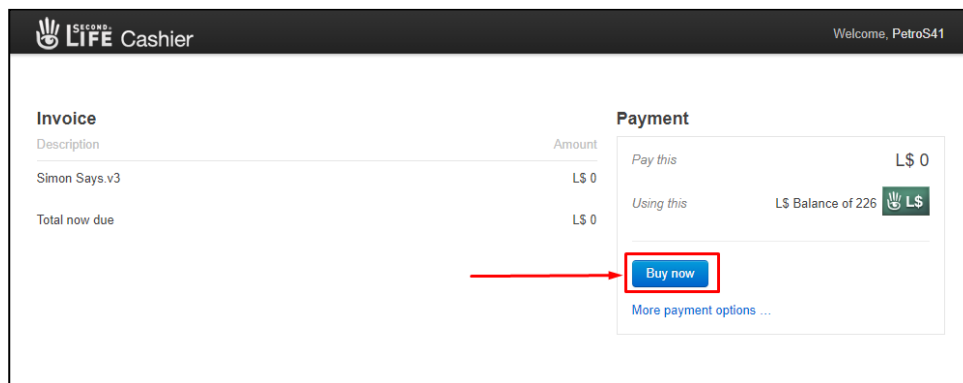 SECOND LIFE Cashier
Welcome, PetroS41
Invoice
Description Amount
Simon Says.v3 L$ 0
Total now due L$ 0
Payment
Pay this L$ 0
Using this L$ Balance of 226 L$
Buy now
More payment options ...